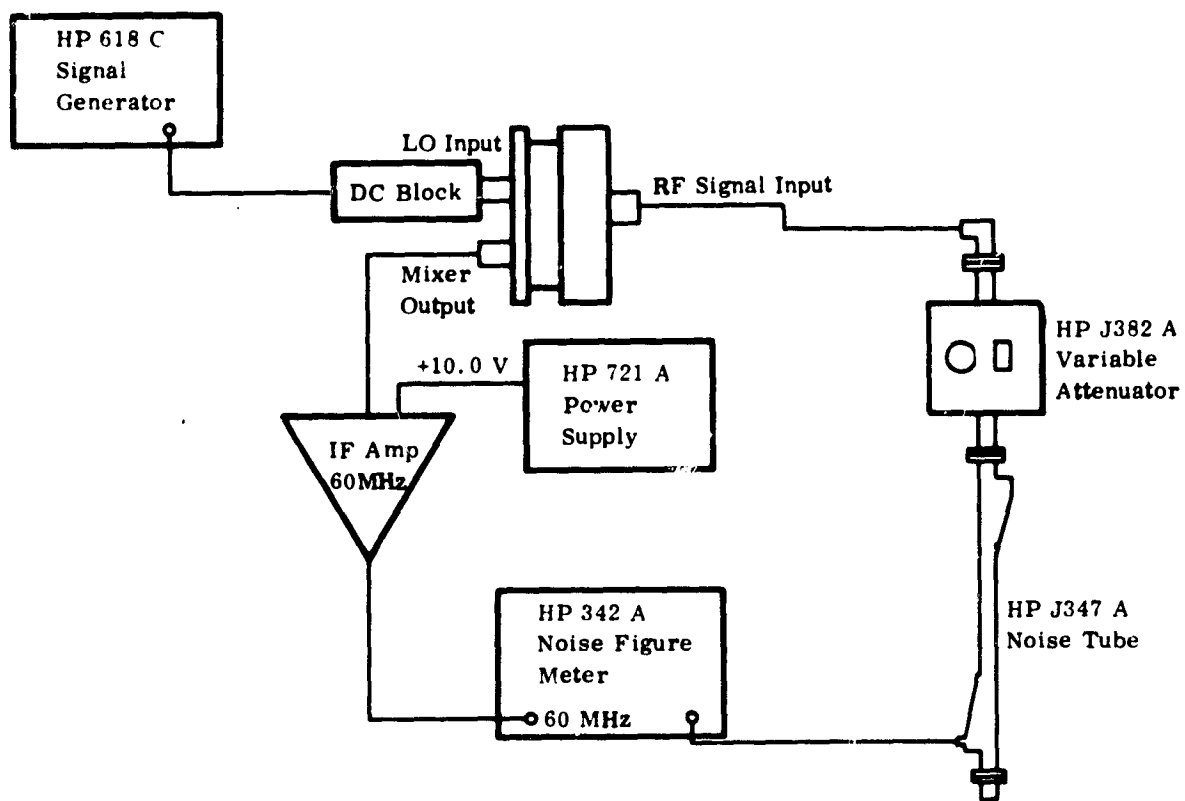 HP 618 C
Signal
Generator
LO Input
DC Block
RF Signal Input
Mixer
Output
HP J382 A
Variable
Attenuator
+10.0 V
HP 721 A
Power
Supply
IF Amp
60MHz
HP 342 A
Noise Figure
Meter
60 MHz
HP J347 A
Noise Tube